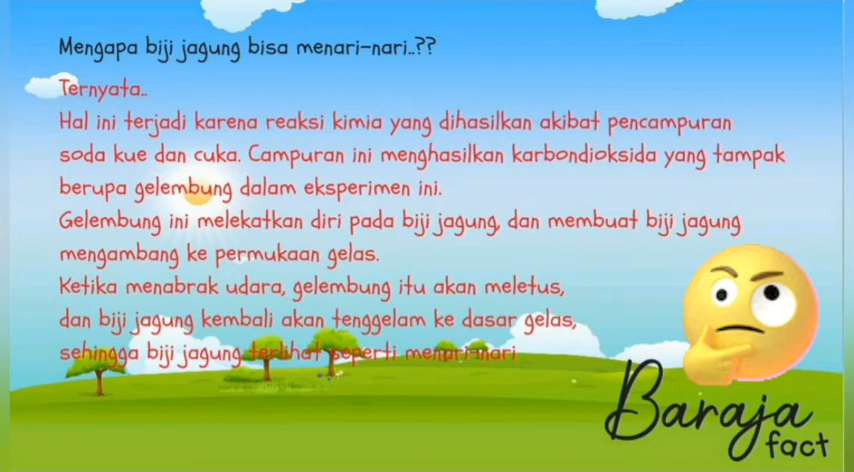 Mengapa biji jagung bisa menari-nari..??
Ternyata..
Hal ini terjadi karena reaksi kimia yang dihasilkan akibat pencampuran
soda kue dan cuka. Campuran ini menghasilkan karbondioksida yang tampak
berupa gelembung dalam eksperimen ini.
Gelembung ini melekatkan diri pada biji jagung, dan membuat biji jagung
mengambang ke permukaan gelas.
Ketika menabrak udara, gelembung itu akan meletus,
dan biji jagung kembali akan tenggelam ke dasar gelas,
sehingga biji jagung terlihat seperti menari-nari
Baraja
fact